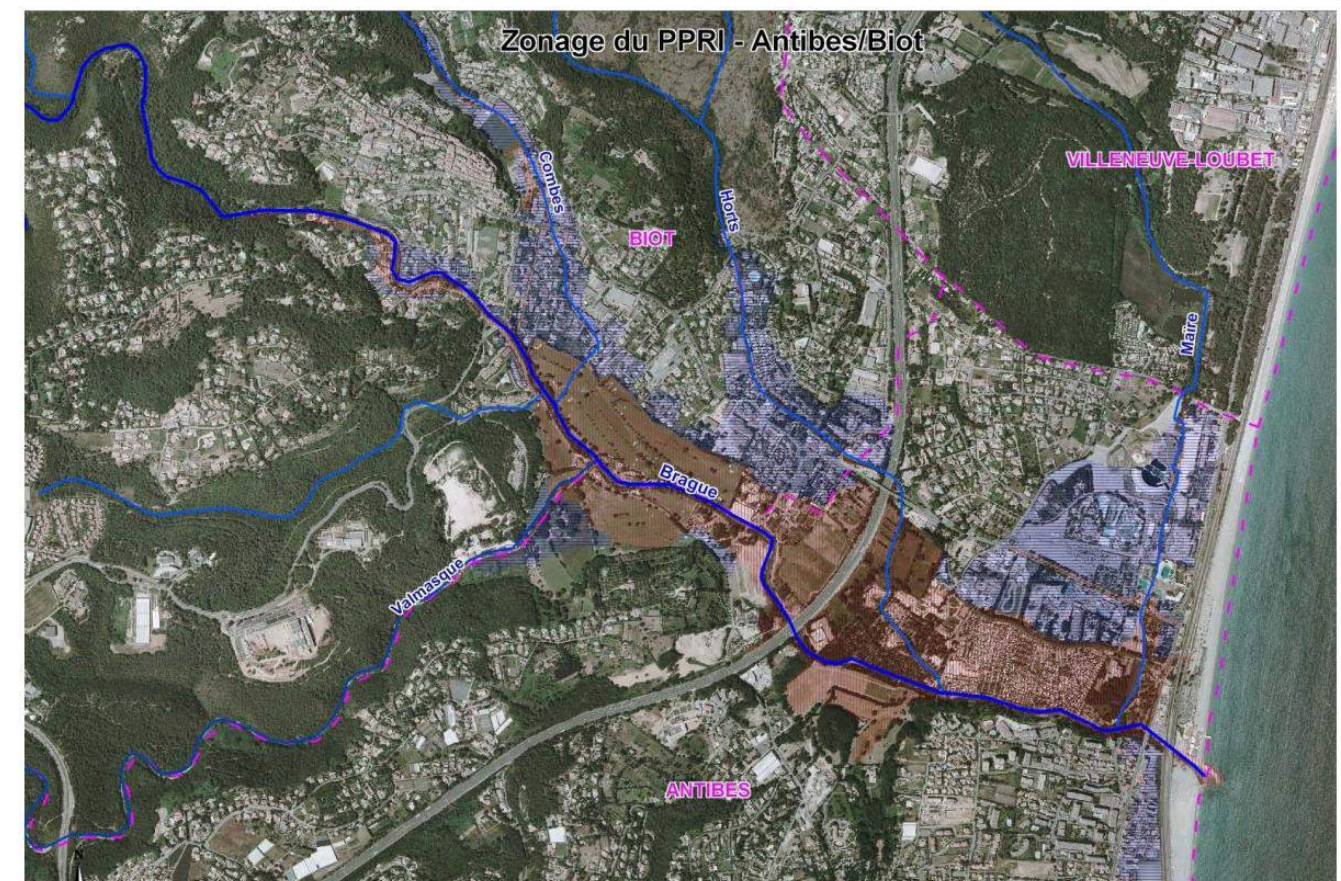 Zonage du PPRI - Antibes/Biot
VILLENEUVE-LOUBET
Combes
Horts
BIOT
Maire
Brague
Valmasque
ANTIBES
N